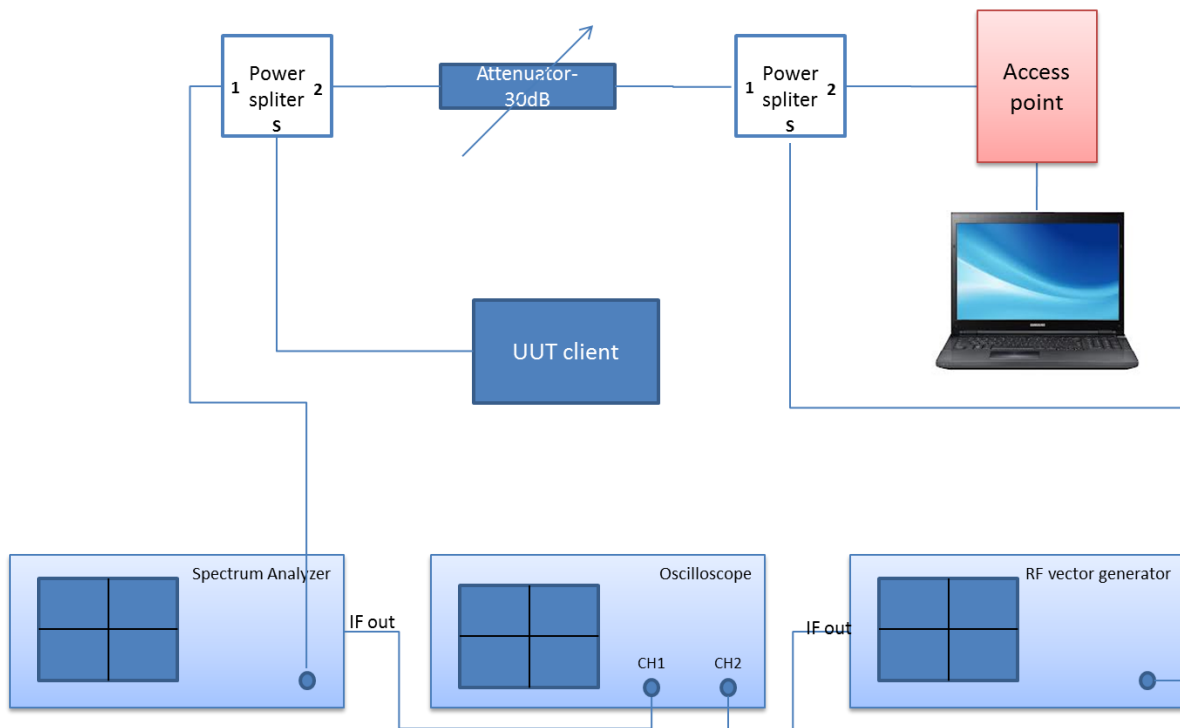 Power
1 2
spliter
S
Attenuator-
30dB
Power
1 2
spliter
S
Access
point
UUT client
Spectrum Analyzer
IF out
Oscilloscope
CH1 CH2
RF vector generator
IF out